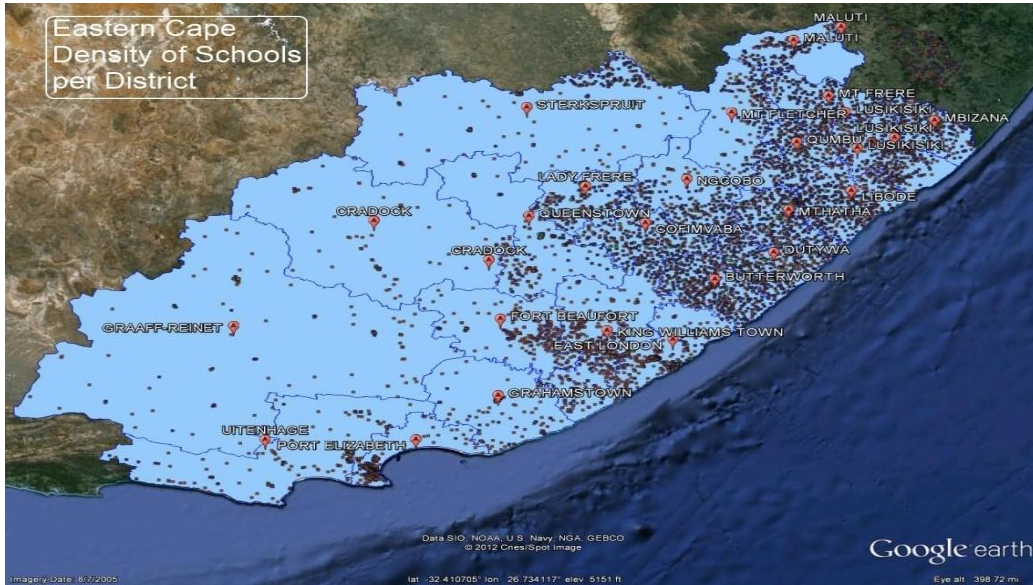 Eastern Cape
Density of Schools
per District
MALUTI
MALUTI
STERKSPRUIT
MT FRERE
MT FLETCHER
LUSIKISIKI
MBIZANA
LUSIKISIKI
QUMBU
LUSIKISIKI
LADY FRERE
NGCOBO
LIBODE
CRADOCK
QUEENSTOWN
MTHATHA
COFIMVABA
CRADOCK
DUTYWA
BUTTERWORTH
GRAAFF-REINET
FORT BEAUFORT
KING WILLIAMS TOWN
EAST LONDON
GRAHAMSTOWN
UITENHAGE
PORT ELIZABETH
Data SIO, NOAA, U.S. Navy, NGA, GEBCO
© 2012 Cnes/Spot Image
Google earth
Imagery Date: 8/7/2005
lat -32.410705° lon 26.734117° elev 5151 ft
Eye alt 398.72 mi